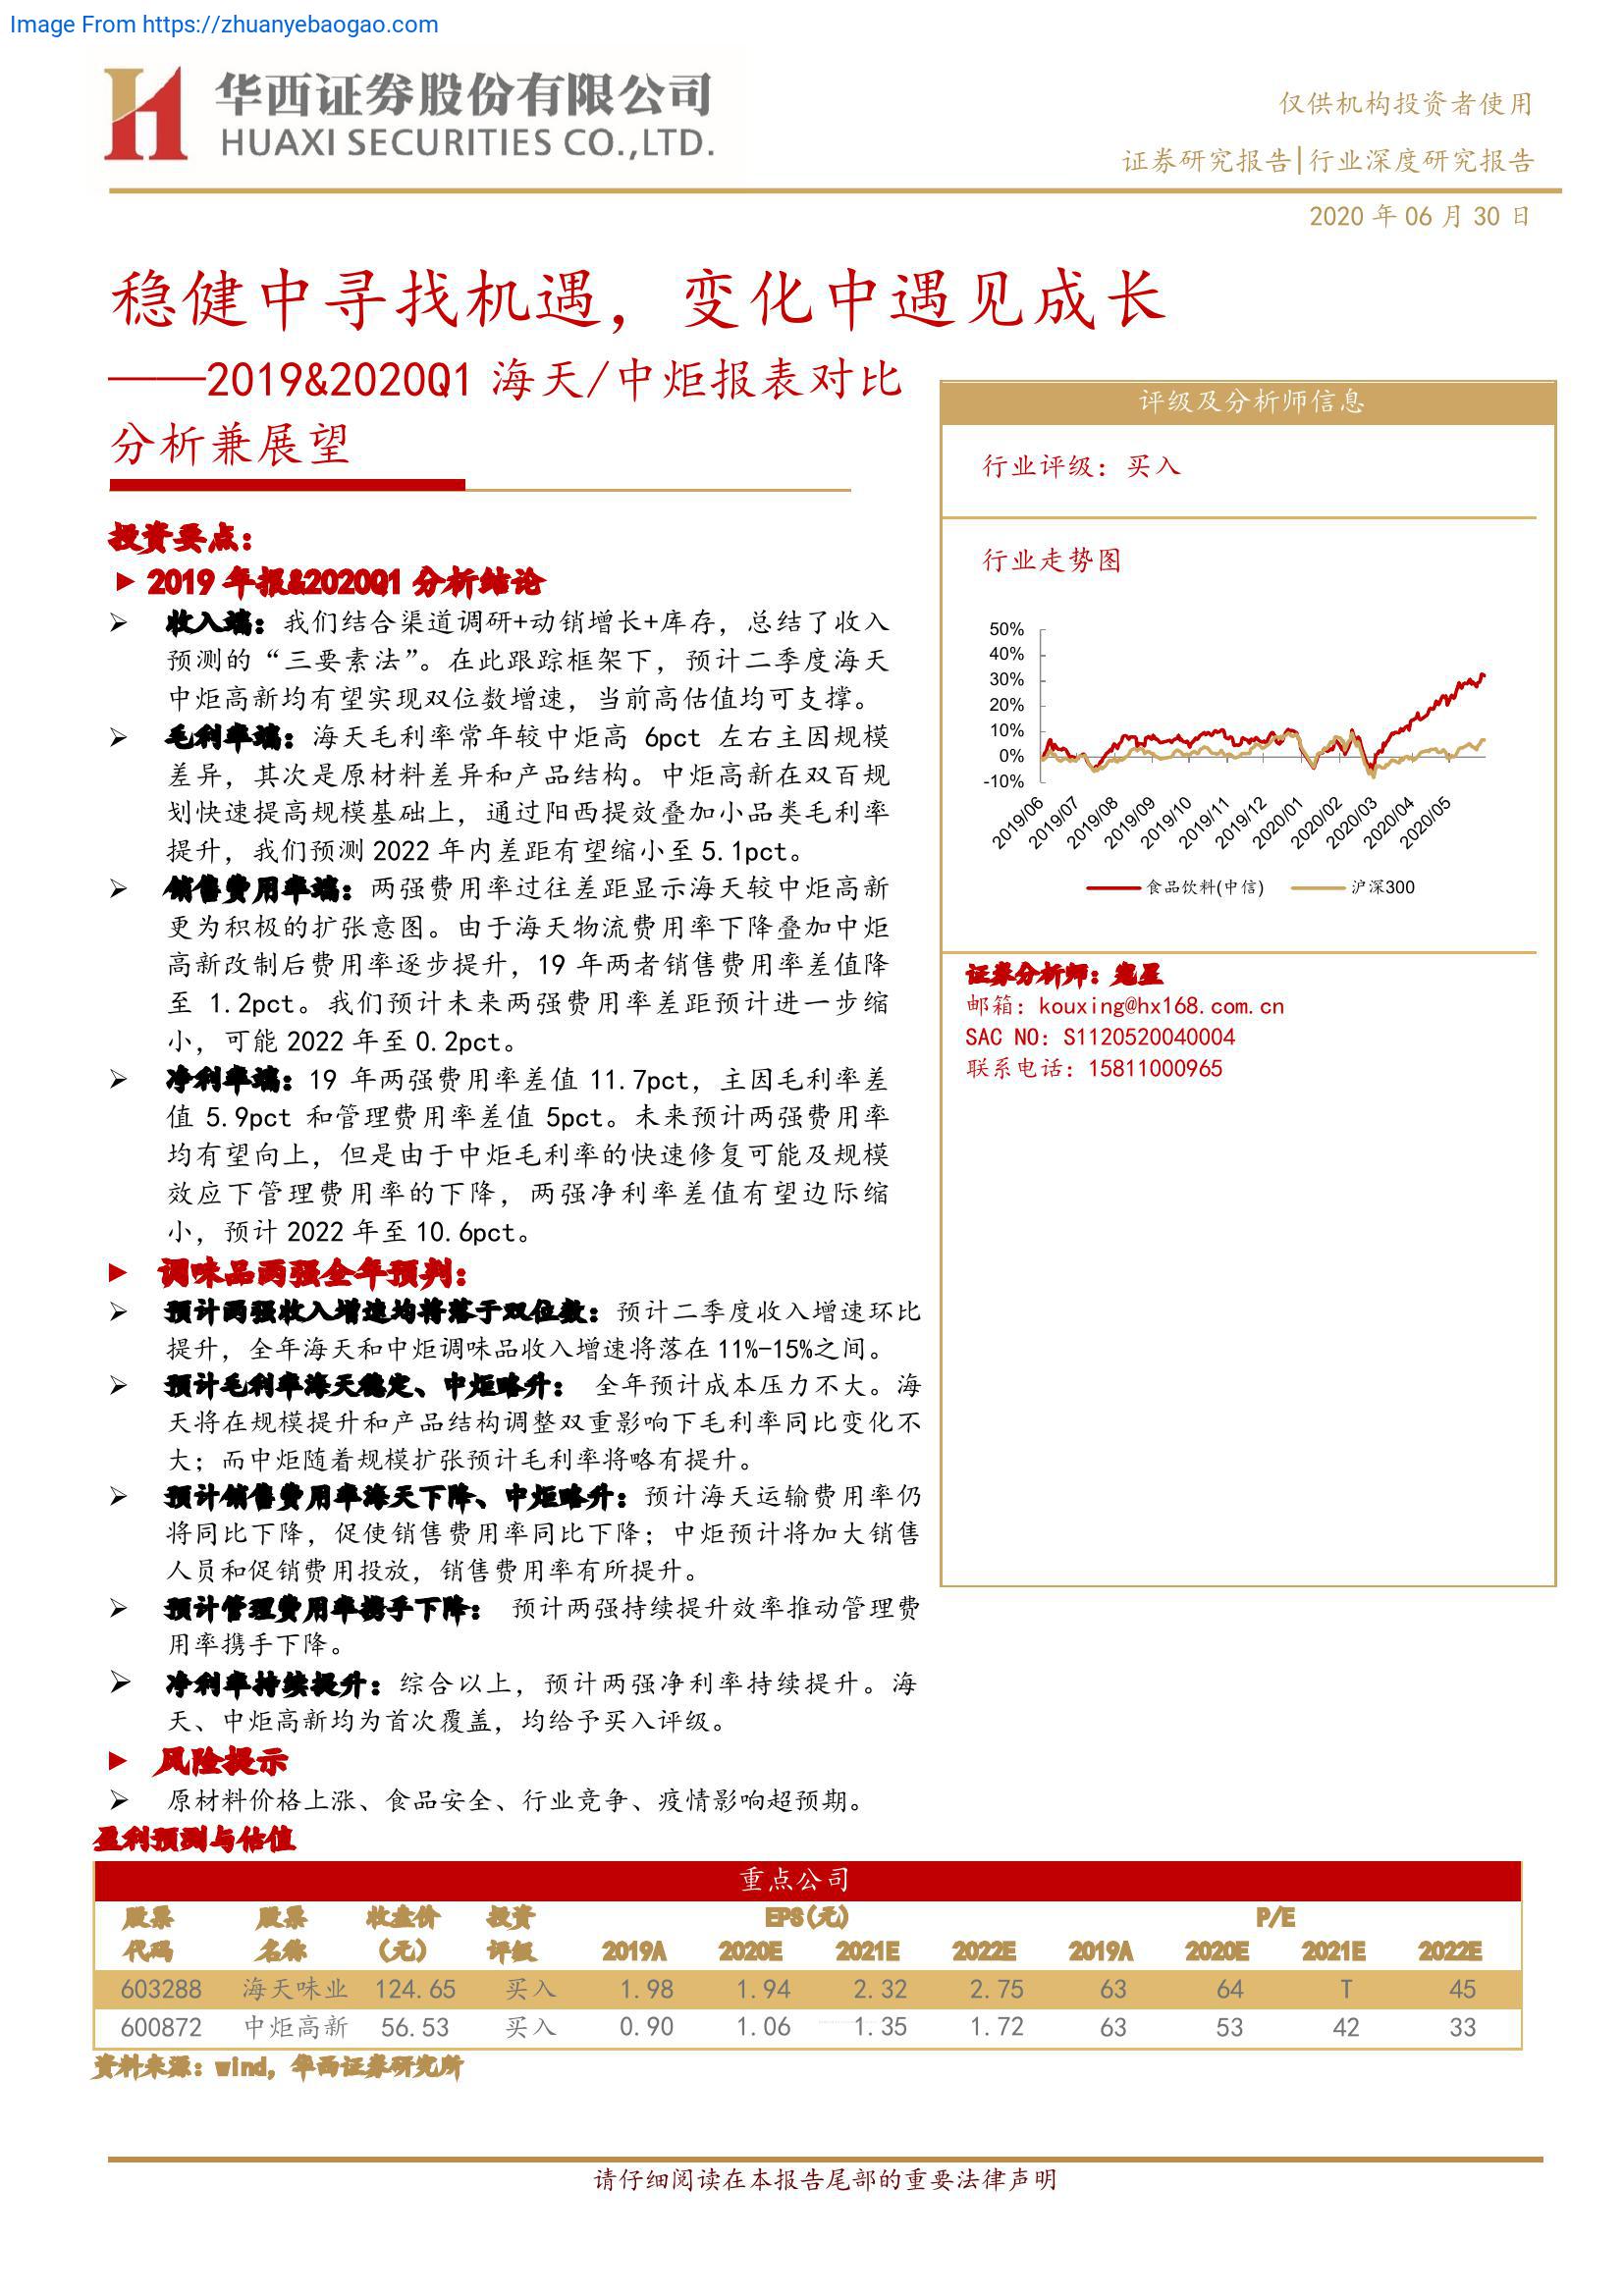 Image From https://zhuanyebaogao.com
华西证券股份有限公司
HUAXI SECURITIES CO.,LTD.
仅供机构投资者使用
证券研究报告|行业深度研究报告
2020 年 06 月 30 日
稳健中寻找机遇，变化中遇见成长
——2019&2020Q1 海天/中炬报表对比
分析兼展望
投资要点：
► 2019 年报&2020Q1 分析结论
➢ 收入端：我们结合渠道调研+动销增长+库存，总结了收入
预测的“三要素法”。在此跟踪框架下，预计二季度海天
中炬高新均有望实现双位数增速，当前高估值均可支撑。
➢ 毛利率端：海天毛利率常年较中炬高 6pct 左右主因规模
差异，其次是原材料差异和产品结构。中炬高新在双百规
划快速提高规模基础上，通过阳西提效叠加小品类毛利率
提升，我们预测 2022 年内差距有望缩小至 5.1pct。
➢ 销售费用率端：两强费用率过往差距显示海天较中炬高新
更为积极的扩张意图。由于海天物流费用率下降叠加中炬
高新改制后费用率逐步提升，19 年两者销售费用率差值降
至 1.2pct。我们预计未来两强费用率差距预计进一步缩
小，可能 2022 年至 0.2pct。
➢ 净利率端：19 年两强费用率差值 11.7pct，主因毛利率差
值 5.9pct 和管理费用率差值 5pct。未来预计两强费用率
均有望向上，但是由于中炬毛利率的快速修复可能及规模
效应下管理费用率的下降，两强净利率差值有望边际缩
小，预计 2022 年至 10.6pct。
► 调味品两强全年预判：
➢ 预计两强收入增速均将落于双位数：预计二季度收入增速环比
提升，全年海天和中炬调味品收入增速将落在 11%-15%之间。
➢ 预计毛利率海天稳定、中炬略升： 全年预计成本压力不大。海
天将在规模提升和产品结构调整双重影响下毛利率同比变化不
大；而中炬随着规模扩张预计毛利率将略有提升。
➢ 预计销售费用率海天下降、中炬略升：预计海天运输费用率仍
将同比下降，促使销售费用率同比下降；中炬预计将加大销售
人员和促销费用投放，销售费用率有所提升。
➢ 预计管理费用率携手下降： 预计两强持续提升效率推动管理费
用率携手下降。
➢ 净利率持续提升：综合以上，预计两强净利率持续提升。海
天、中炬高新均为首次覆盖，均给予买入评级。
► 风险提示
➢ 原材料价格上涨、食品安全、行业竞争、疫情影响超预期。
评级及分析师信息
行业评级：买入
行业走势图
50%
40%
30%
20%
10%
0%
-10%
2019/06 2019/07 2019/08 2019/09 2019/10 2019/11 2019/12 2020/01 2020/02 2020/03 2020/04 2020/05
食品饮料(中信) 沪深300
证券分析师：寇星
邮箱：kouxing@hx168.com.cn
SAC NO：S1120520040004
联系电话：15811000965
盈利预测与估值
重点公司
股票 股票 收盘价 投资 EPS(元) P/E
代码 名称 (元) 评级 2019A 2020E 2021E 2022E 2019A 2020E 2021E 2022E
603288 海天味业 124.65 买入 1.98 1.94 2.32 2.75 63 64 T 45
600872 中炬高新 56.53 买入 0.90 1.06 1.35 1.72 63 53 42 33
资料来源：wind，华西证券研究所
请仔细阅读在本报告尾部的重要法律声明